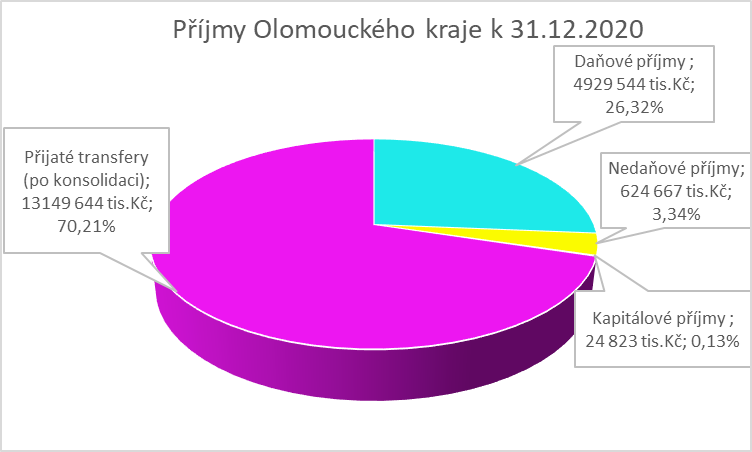 Příjmy Olomouckého kraje k 31.12.2020
Daňové příjmy ;
4929 544 tis.Kč;
26,32%
Přijaté transfery
(po konsolidaci);
13149 644 tis.Kč;
70,21%
Nedaňové příjmy;
624 667 tis.Kč;
3,34%
Kapitálové příjmy ;
24 823 tis.Kč; 0,13%